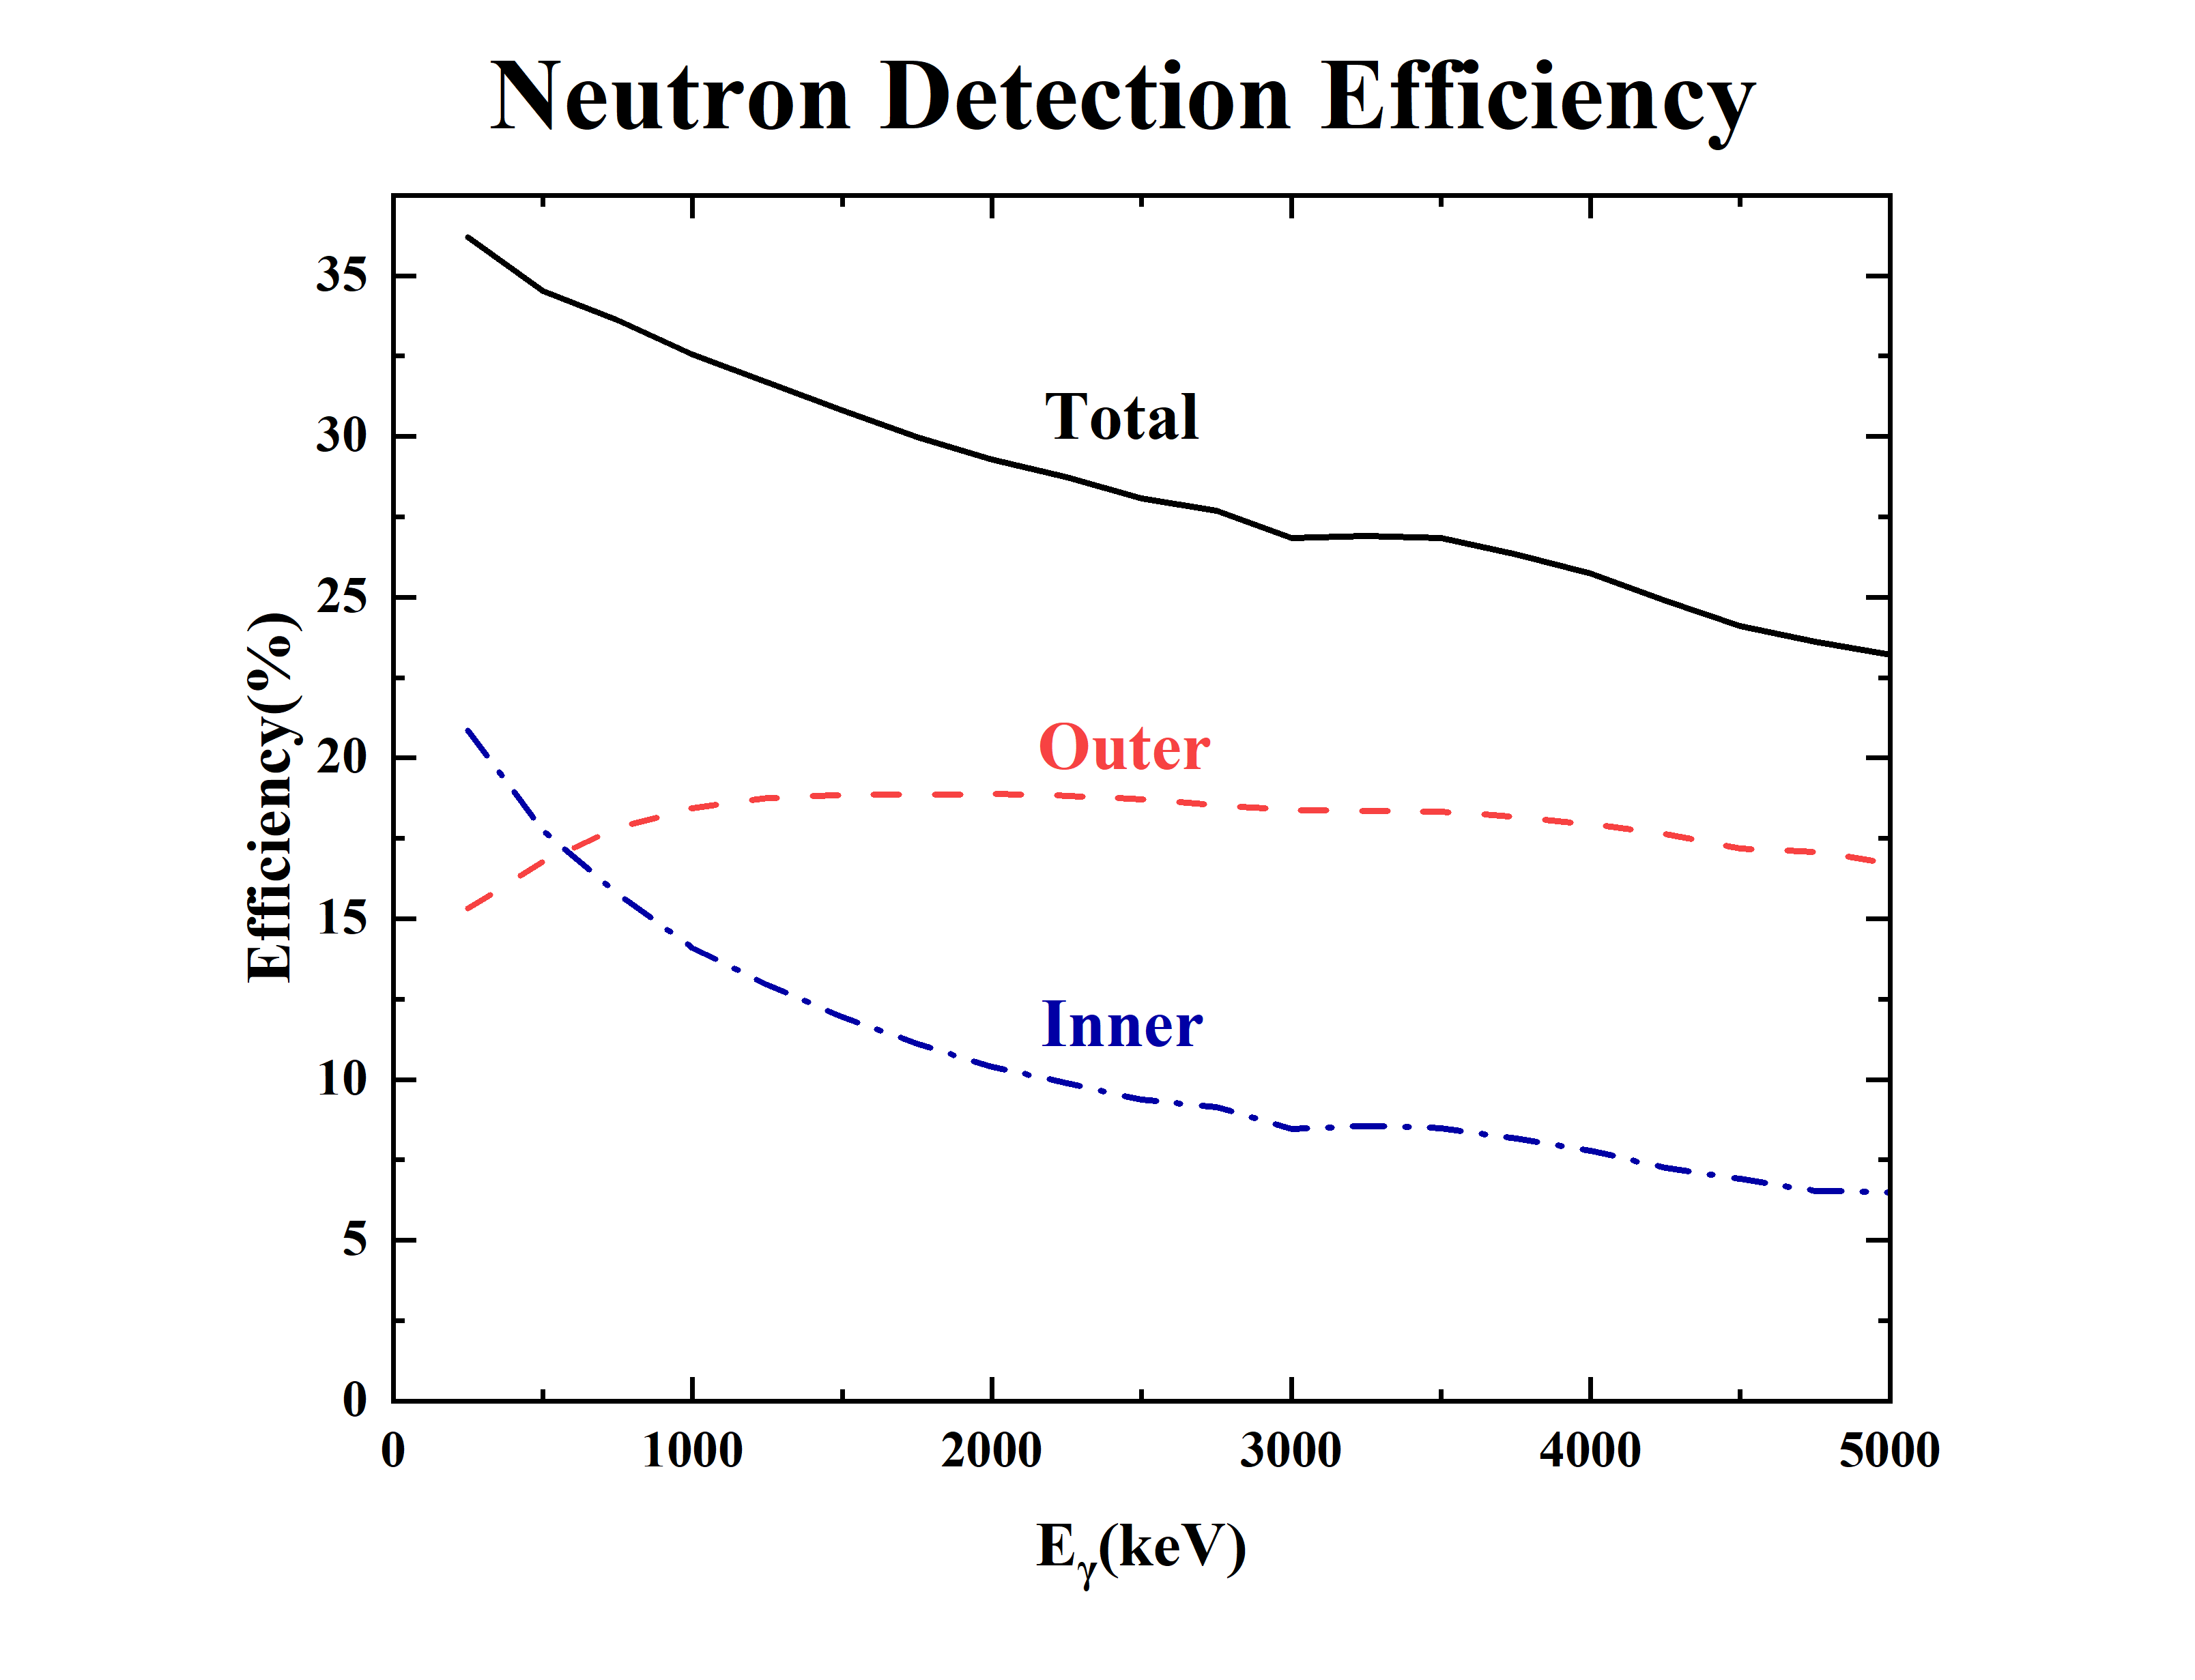 Neutron Detection Efficiency
35
30
25
20
15
10
5
0
Efficiency(%)
Total
Outer
Inner
0 1000 2000 3000 4000 5000
Eγ(keV)